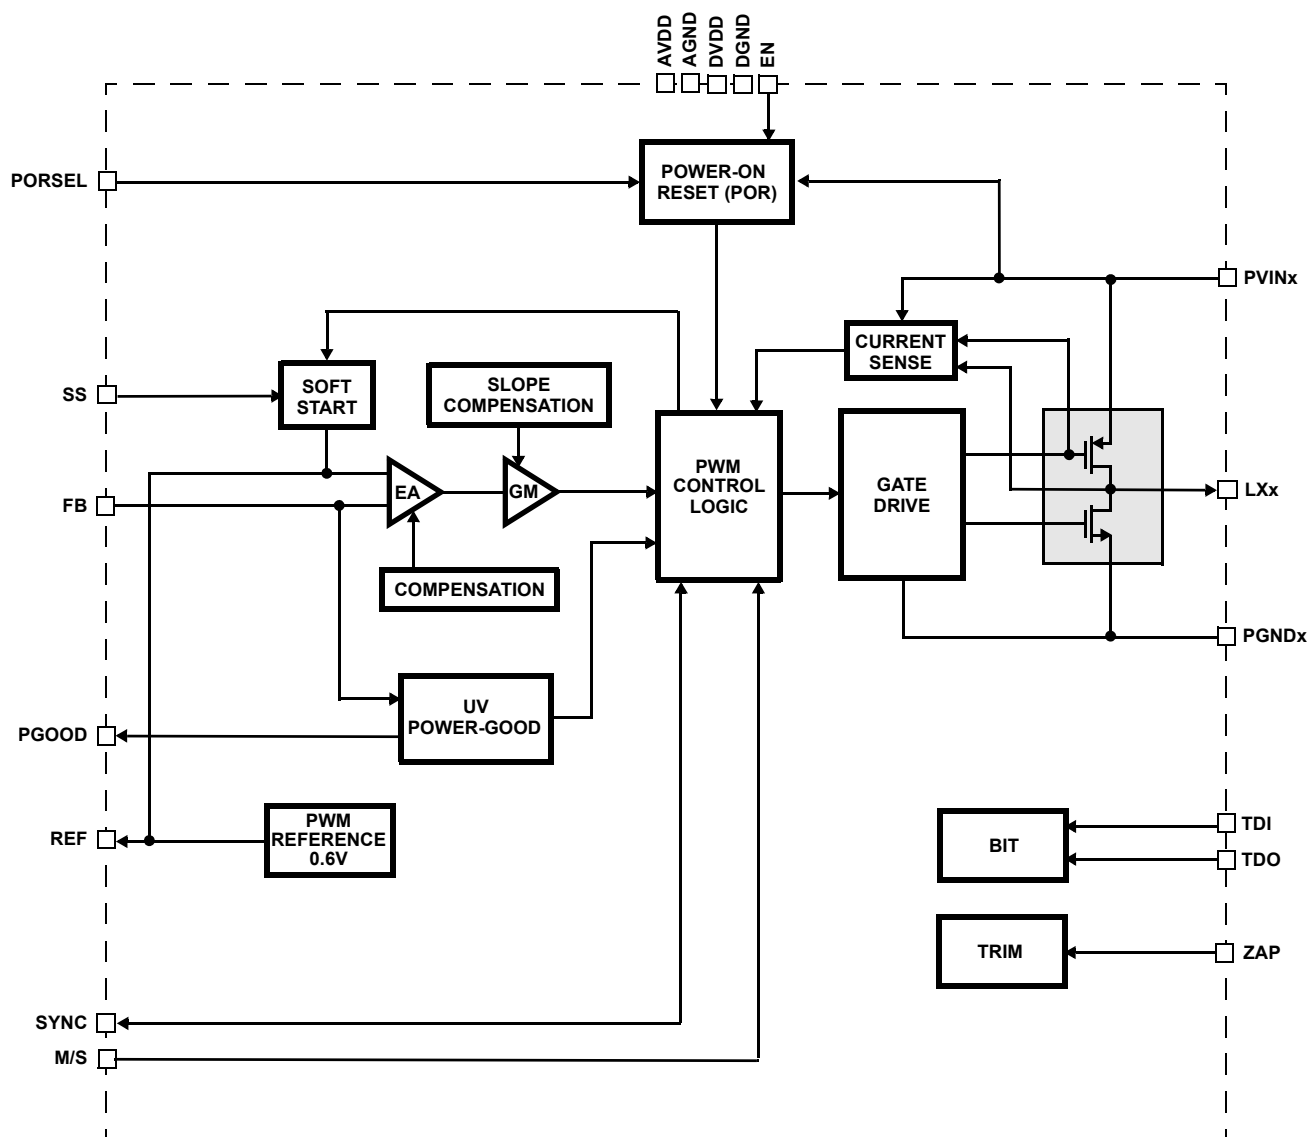 AVDD
AGND
DVDD
DGND
EN
PORSEL
POWER-ON
RESET (POR)
PVINx
CURRENT
SENSE
SS
SOFT
START
SLOPE
COMPENSATION
PWM
CONTROL
LOGIC
GATE
DRIVE
EA
GM
FB
LXx
COMPENSATION
PGNDx
UV
POWER-GOOD
PGOOD
REF
PWM
REFERENCE
0.6V
BIT
TDI
TDO
TRIM
ZAP
SYNC
M/S